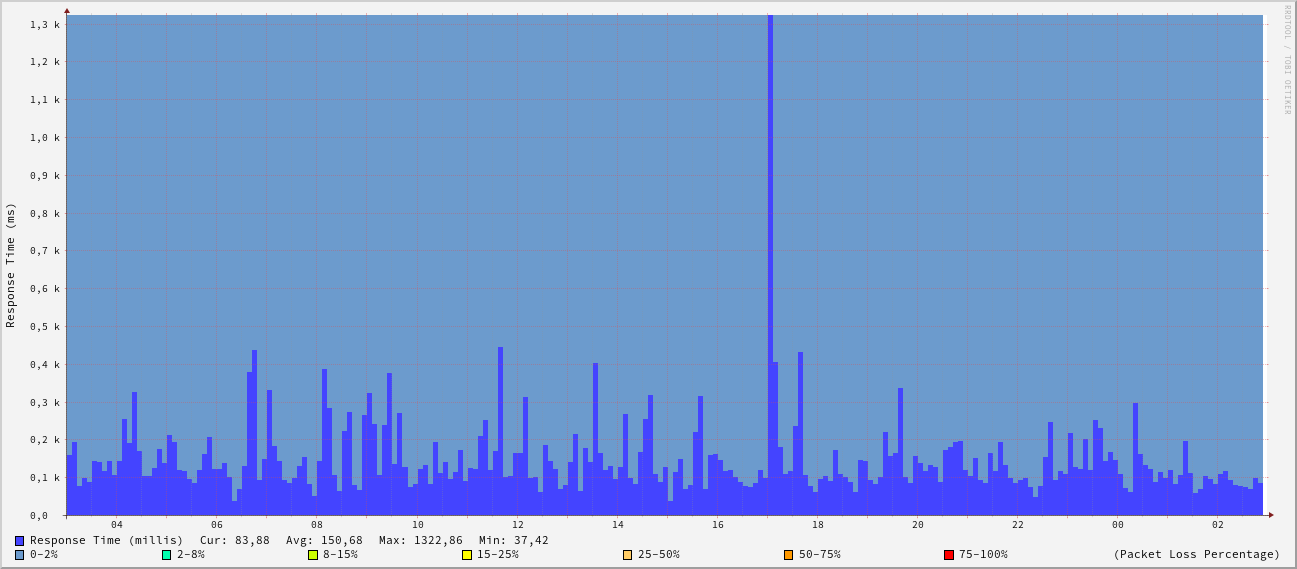 RRDTOOL / TOBI OETIKER
Response Time (ms)
1,3 k
1,2 k
1,1 k
1,0 k
0,9 k
0,8 k
0,7 k
0,6 k
0,5 k
0,4 k
0,3 k
0,2 k
0,1 k
0,0
04 06 08 10 12 14 16 18 20 22 00 02
Response Time (millis) Cur: 83,88 Avg: 150,68 Max: 1322,86 Min: 37,42
0-2% 2-8% 8-15% 15-25% 25-50% 50-75% 75-100% (Packet Loss Percentage)